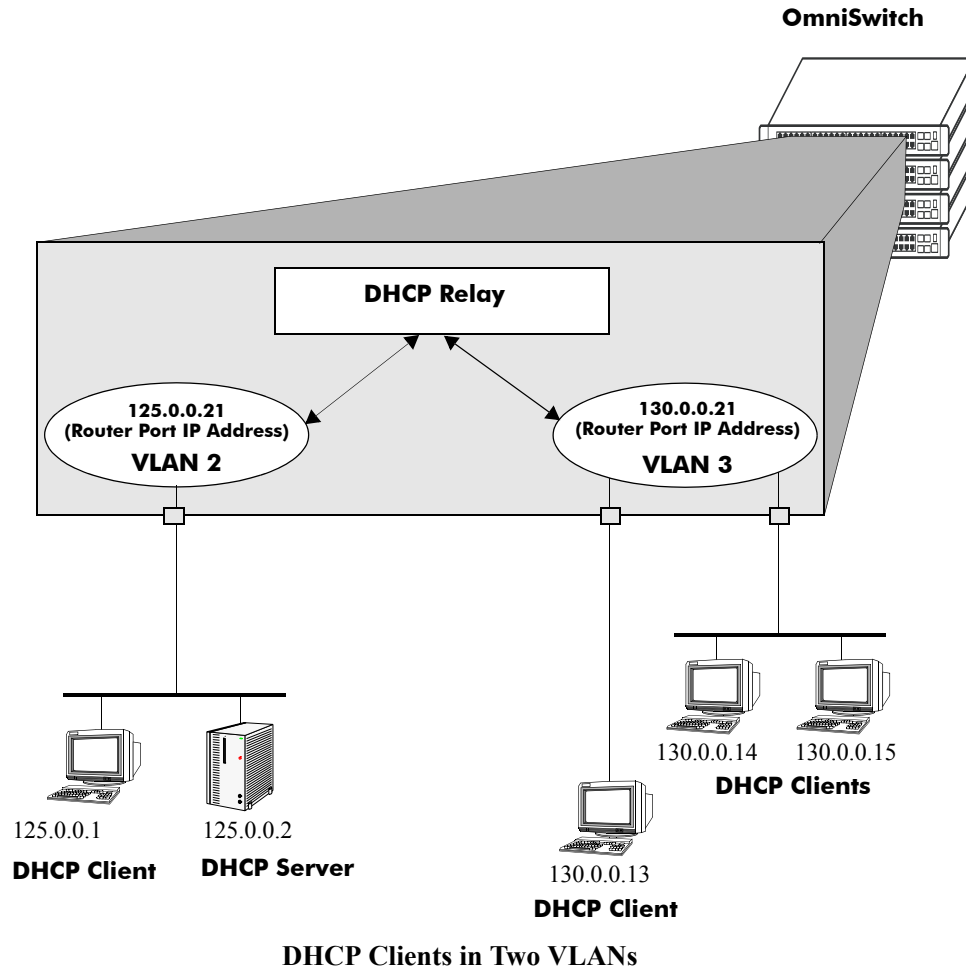 OmniSwitch
DHCP Relay
125.0.0.21
(Router Port IP Address)
VLAN 2
130.0.0.21
(Router Port IP Address)
VLAN 3
125.0.0.1
DHCP Client
125.0.0.2
DHCP Server
130.0.0.13
DHCP Client
130.0.0.14
130.0.0.15
DHCP Clients
DHCP Clients in Two VLANs